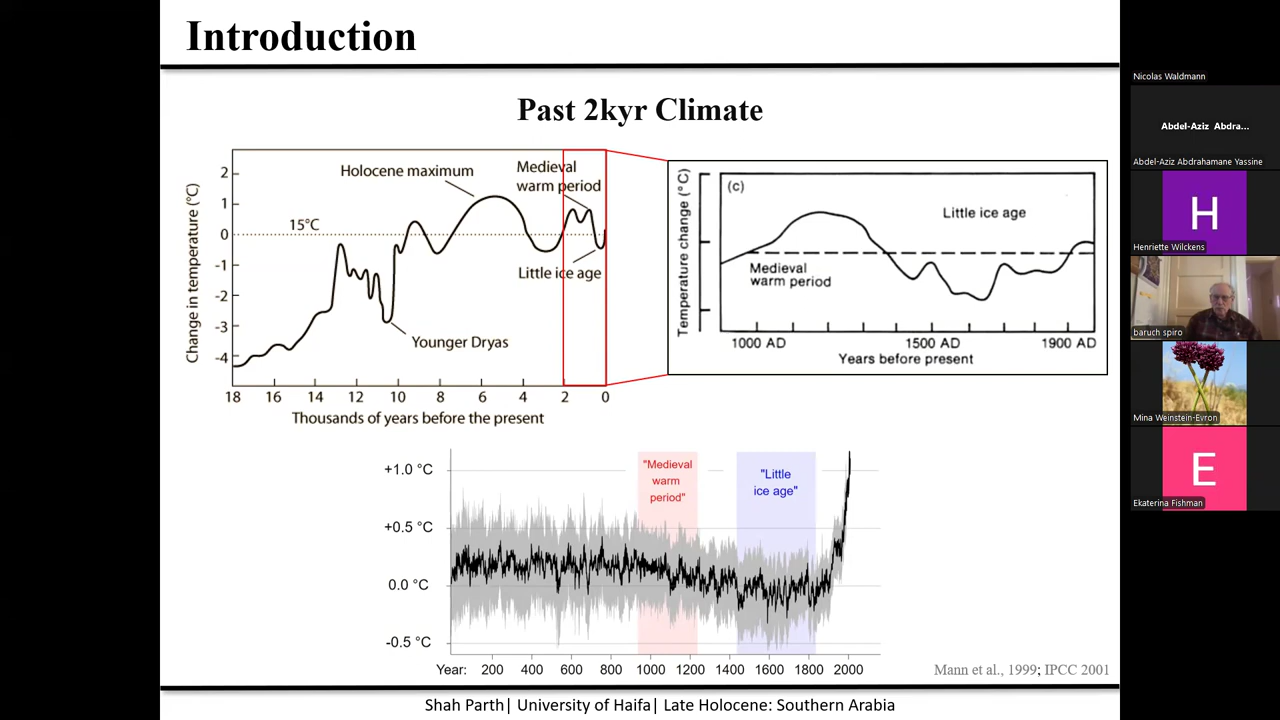 Introduction
Past 2kyr Climate
Change in temperature (°C)
2
1
0
-1
-2
-3
-4
15°C
Holocene maximum
Medieval
warm period
Little ice age
Younger Dryas
18 16 14 12 10 8 6 4 2 0
Thousands of years before the present
Temperature change (°C)
(c)
Little ice age
Medieval
warm period
1000 AD 1500 AD 1900 AD
Years before present
+1.0 °C
+0.5 °C
0.0 °C
-0.5 °C
"Medieval
warm
period"
"Little
ice age"
Year: 200 400 600 800 1000 1200 1400 1600 1800 2000
Mann et al., 1999; IPCC 2001
Shah Parth| University of Haifa| Late Holocene: Southern Arabia
Nicolas Waldmann
Abdel-Aziz Abdra...
Abdel-Aziz Abdrahamane Yassine
H
Henriette Wilckens
baruch spiro
Mina Weinstein-Evron
E
Ekaterina Fishman